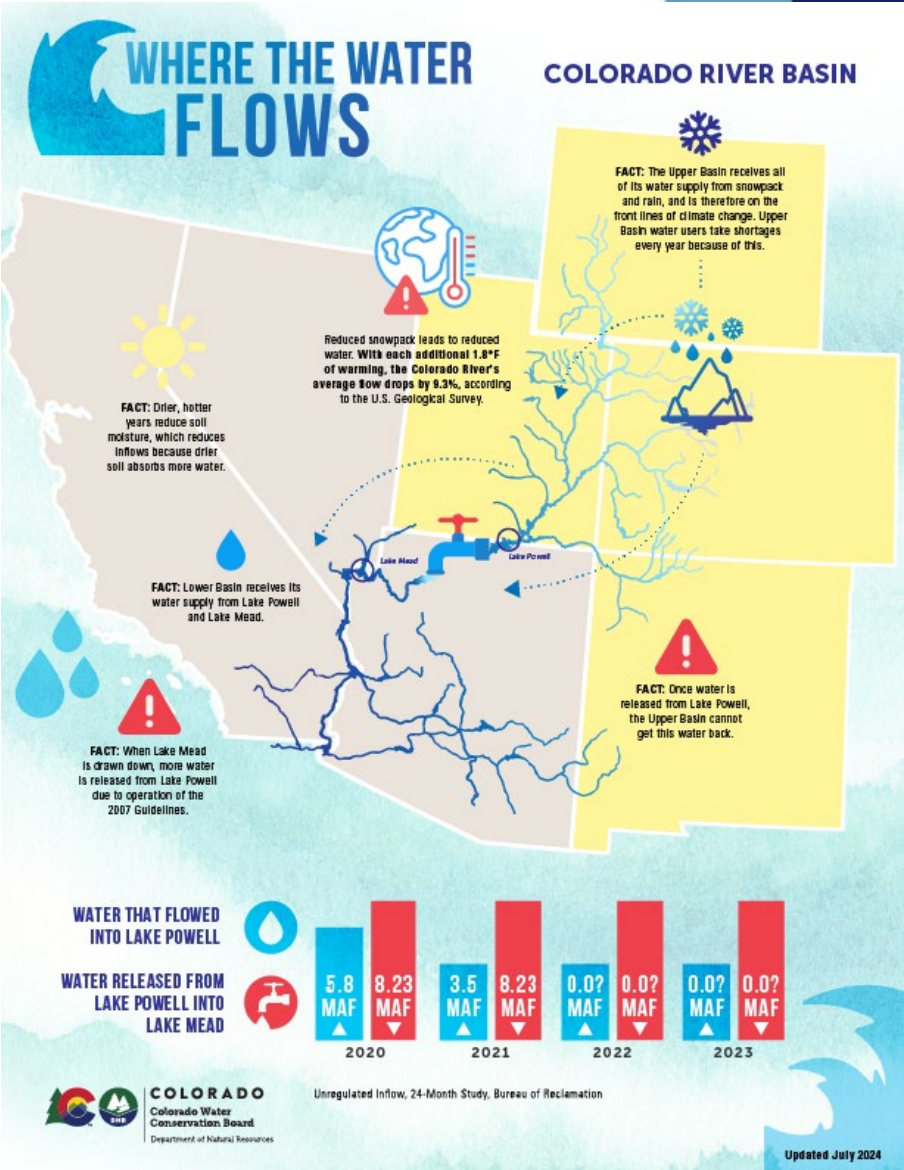 WHERE THE WATER
FLOWS
COLORADO RIVER BASIN
FACT: The Upper Basin receives all
of its water supply from snowpack
and rain, and is therefore on the
front lines of climate change. Upper
Basin water users take shortages
every year because of this.
Reduced snowpack leads to reduced
water. With each additional 1.8°F
of warming, the Colorado River's
average flow drops by 9.3%, according
to the U.S. Geological Survey.
FACT: Drier, hotter
years reduce soil
moisture, which reduces
inflows because drier
soil absorbs more water.
Lake Mead
Lake Powell
FACT: Lower Basin receives its
water supply from Lake Powell
and Lake Mead.
FACT: Once water is
released from Lake Powell,
the Upper Basin cannot
get this water back.
FACT: When Lake Mead
is drawn down, more water
is released from Lake Powell
due to operation of the
2007 Guidelines.
WATER THAT FLOWED
INTO LAKE POWELL
WATER RELEASED FROM
LAKE POWELL INTO
LAKE MEAD
5.8 8.23 3.5 8.23 0.0? 0.0? 0.0? 0.0?
MAF MAF MAF MAF MAF MAF MAF MAF
2020 2021 2022 2023
Unregulated Inflow, 24-Month Study, Bureau of Reclamation
DNR
COLORADO
Colorado Water
Conservation Board
Department of Natural Resources
Updated July 2024